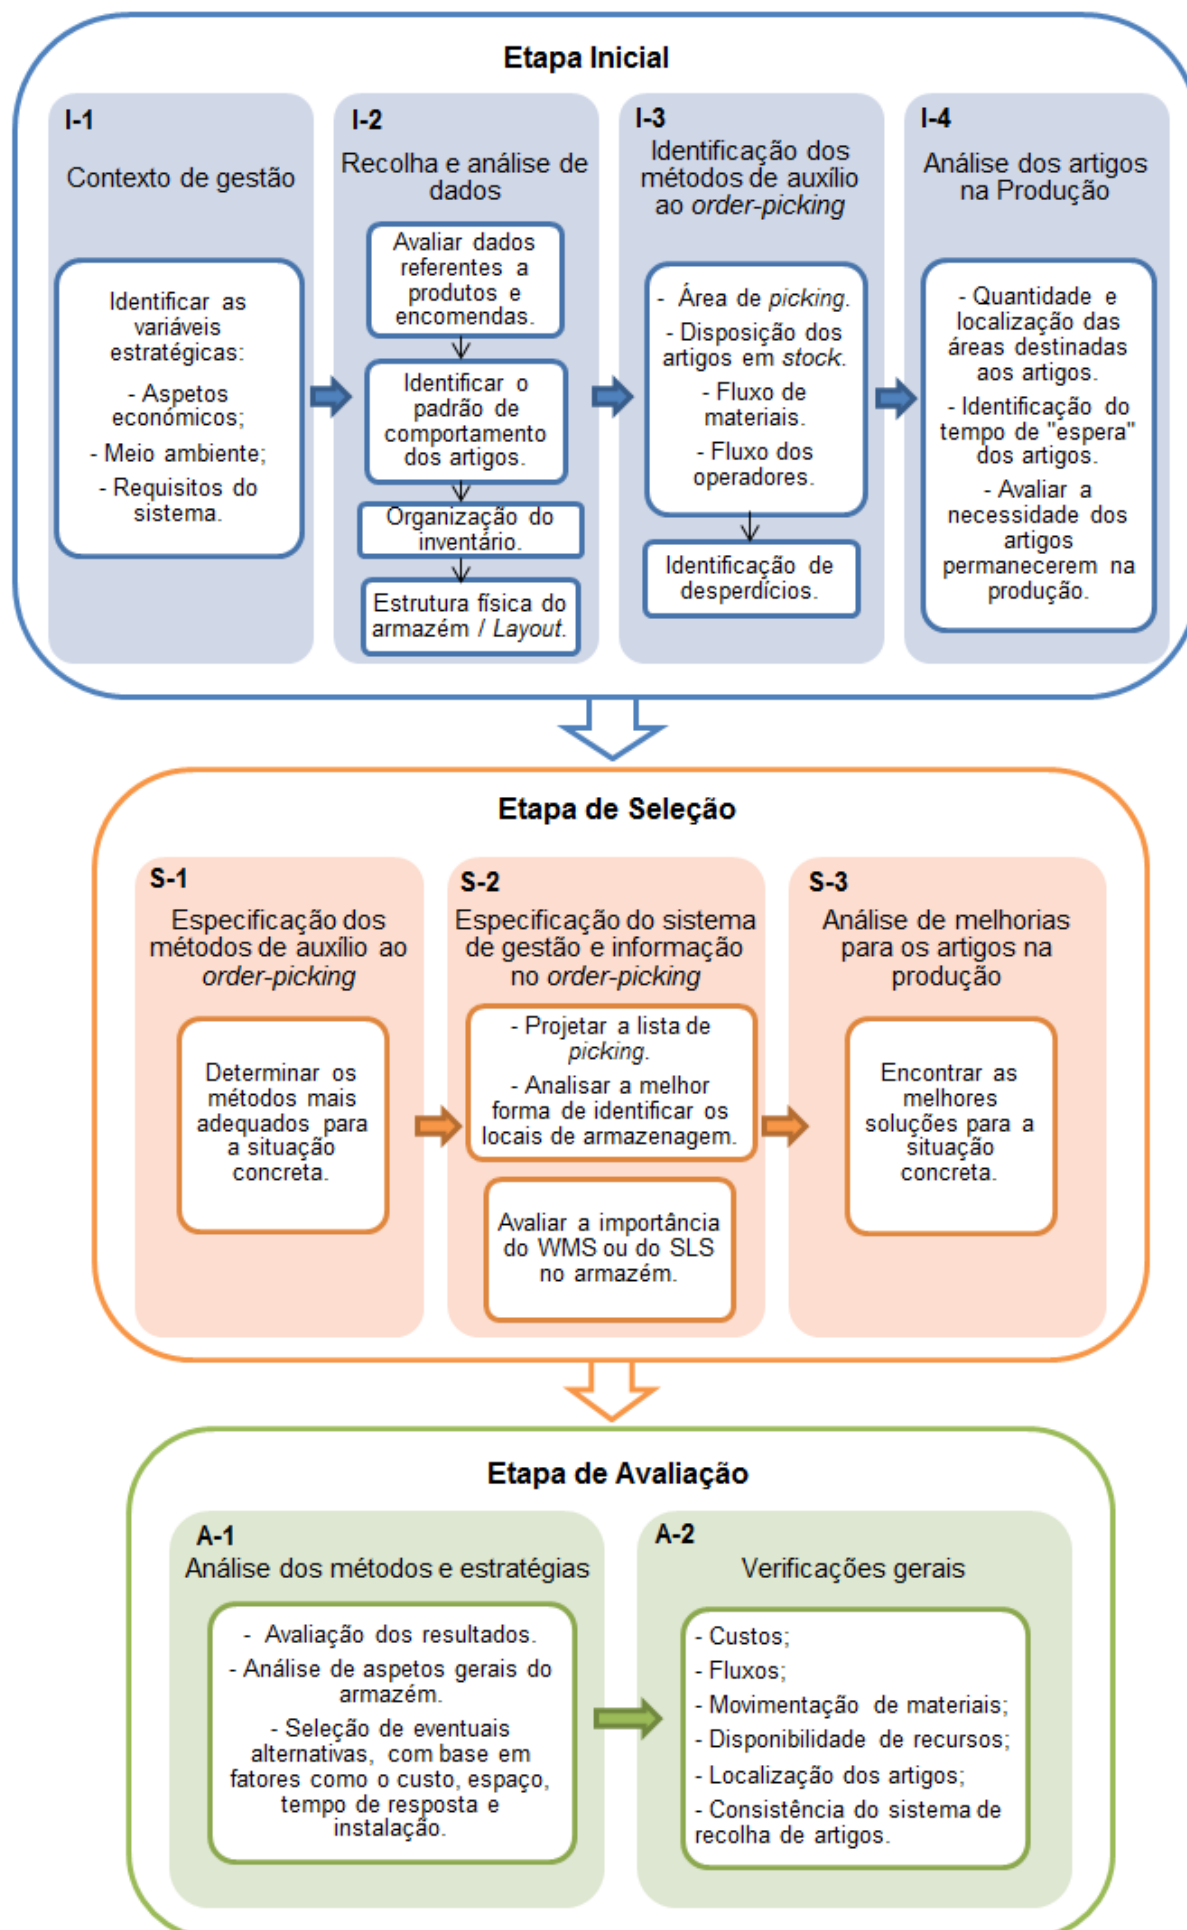 Etapa Inicial
I-1
Contexto de gestão
Identificar as
variáveis
estratégicas:
- Aspetos
económicos;
- Meio ambiente;
- Requisitos do
sistema.
I-2
Recolha e análise de
dados
Avaliar dados
referentes a
produtos e
encomendas.
Identificar o
padrão de
comportamento
dos artigos.
Organização do
inventário.
Estrutura física do
armazém / Layout.
I-3
Identificação dos
métodos de auxílio
ao order-picking
- Área de picking.
- Disposição dos
artigos em stock.
- Fluxo de
materiais.
- Fluxo dos
operadores.
Identificação de
desperdícios.
I-4
Análise dos artigos
na Produção
- Quantidade e
localização das
áreas destinadas
aos artigos.
- Identificação do
tempo de "espera"
dos artigos.
- Avaliar a
necessidade dos
artigos
permanecerem na
produção.
Etapa de Seleção
S-1
Especificação dos
métodos de auxílio ao
order-picking
Determinar os
métodos mais
adequados para
a situação
concreta.
S-2
Especificação do sistema
de gestão e informação
no order-picking
- Projetar a lista de
picking.
- Analisar a melhor
forma de identificar os
locais de armazenagem.
Avaliar a importância
do WMS ou do SLS
no armazém.
S-3
Análise de melhorias
para os artigos na
produção
Encontrar as
melhores
soluções para a
situação
concreta.
Etapa de Avaliação
A-1
Análise dos métodos e estratégias
- Avaliação dos resultados.
- Análise de aspetos gerais do
armazém.
- Seleção de eventuais
alternativas, com base em
fatores como o custo, espaço,
tempo de resposta e
instalação.
A-2
Verificações gerais
- Custos;
- Fluxos;
- Movimentação de materiais;
- Disponibilidade de recursos;
- Localização dos artigos;
- Consistência do sistema de
recolha de artigos.